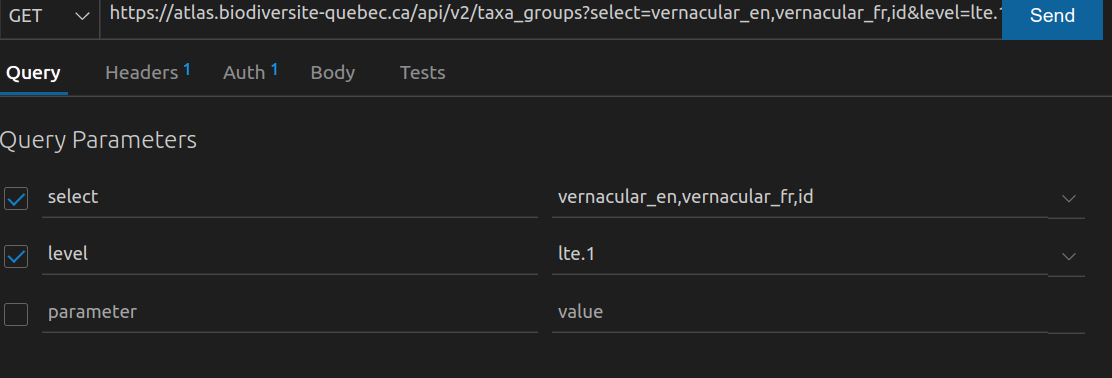 GET https://atlas.biodiversite-quebec.ca/api/v2/taxa_groups?select=vernacular_en,vernacular_fr,id&level=lte.1 Send
Query Headers 1 Auth 1 Body Tests
Query Parameters
select vernacular_en,vernacular_fr,id
level lte.1
parameter value